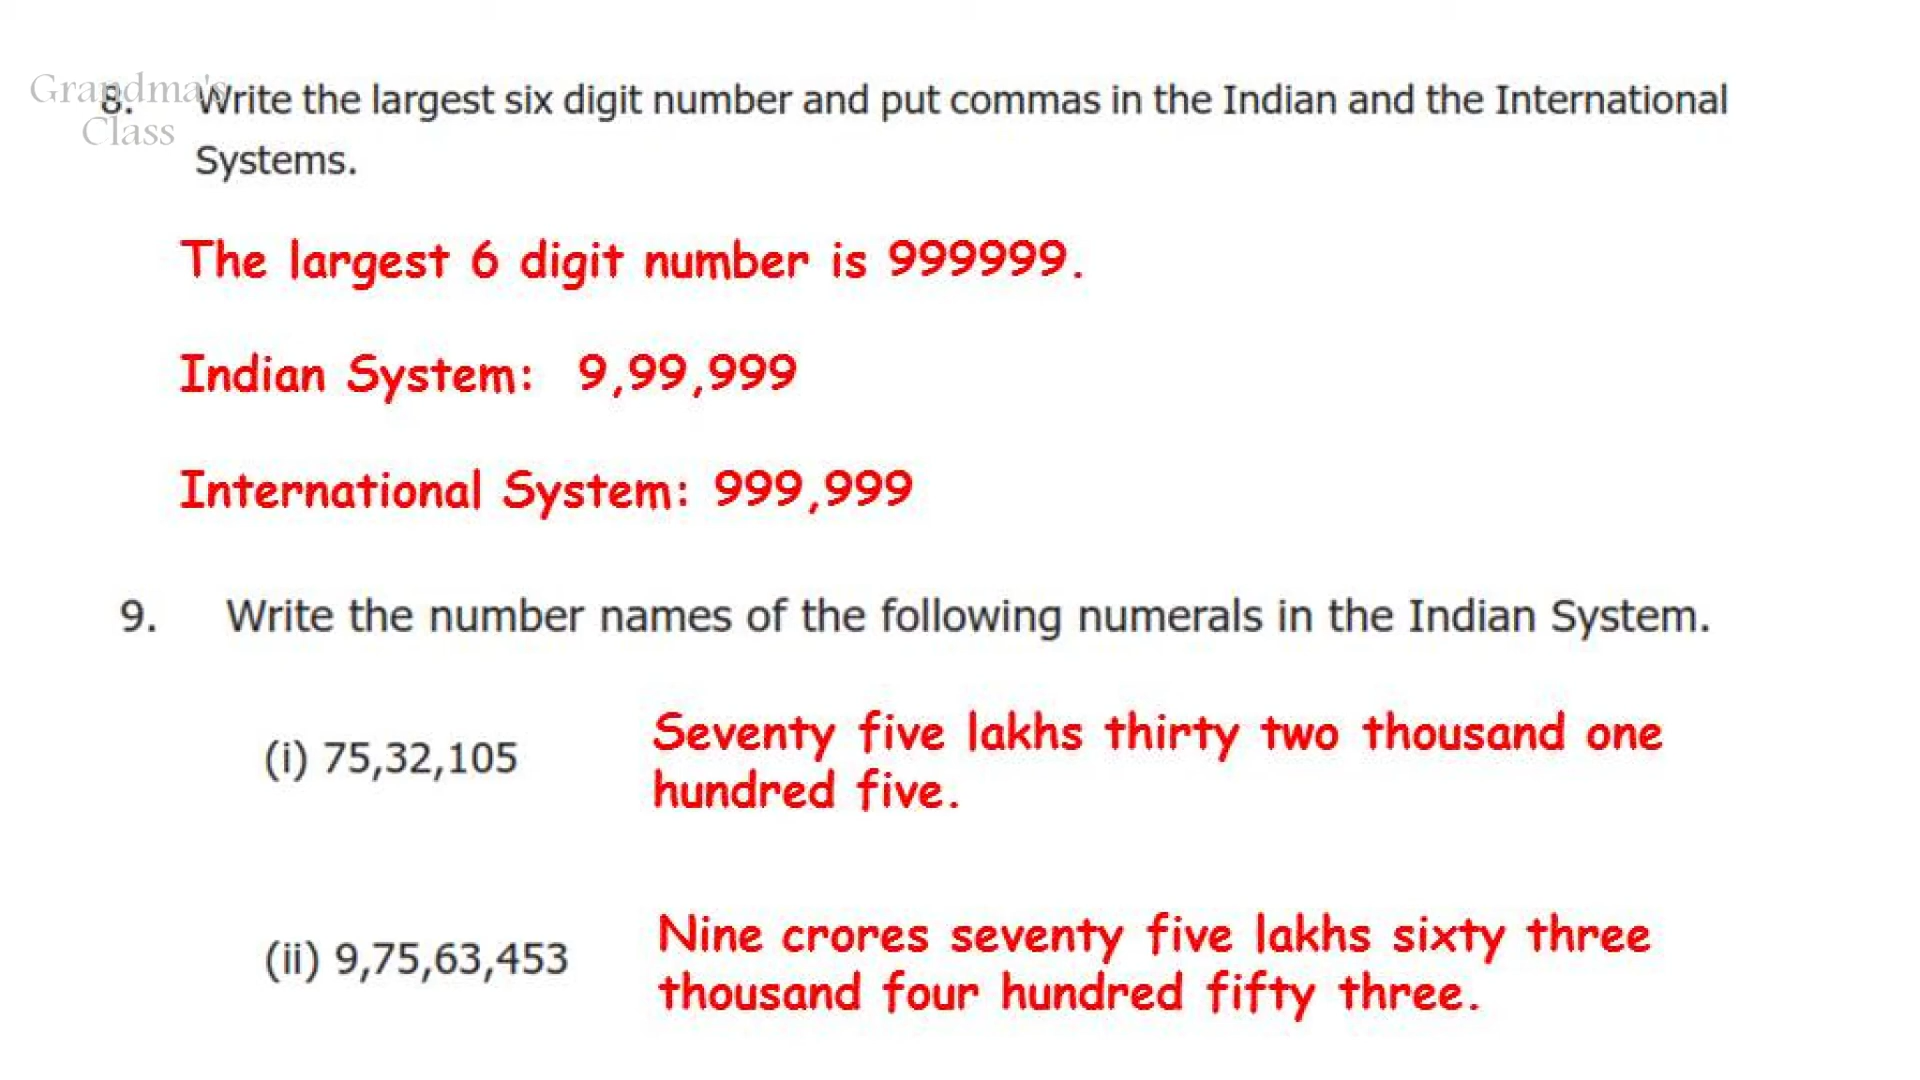 Grandma's
Class
8. Write the largest six digit number and put commas in the Indian and the International
Systems.
The largest 6 digit number is 999999.
Indian System: 9,99,999
International System: 999,999
9. Write the number names of the following numerals in the Indian System.
(i) 75,32,105
Seventy five lakhs thirty two thousand one
hundred five.
(ii) 9,75,63,453
Nine crores seventy five lakhs sixty three
thousand four hundred fifty three.